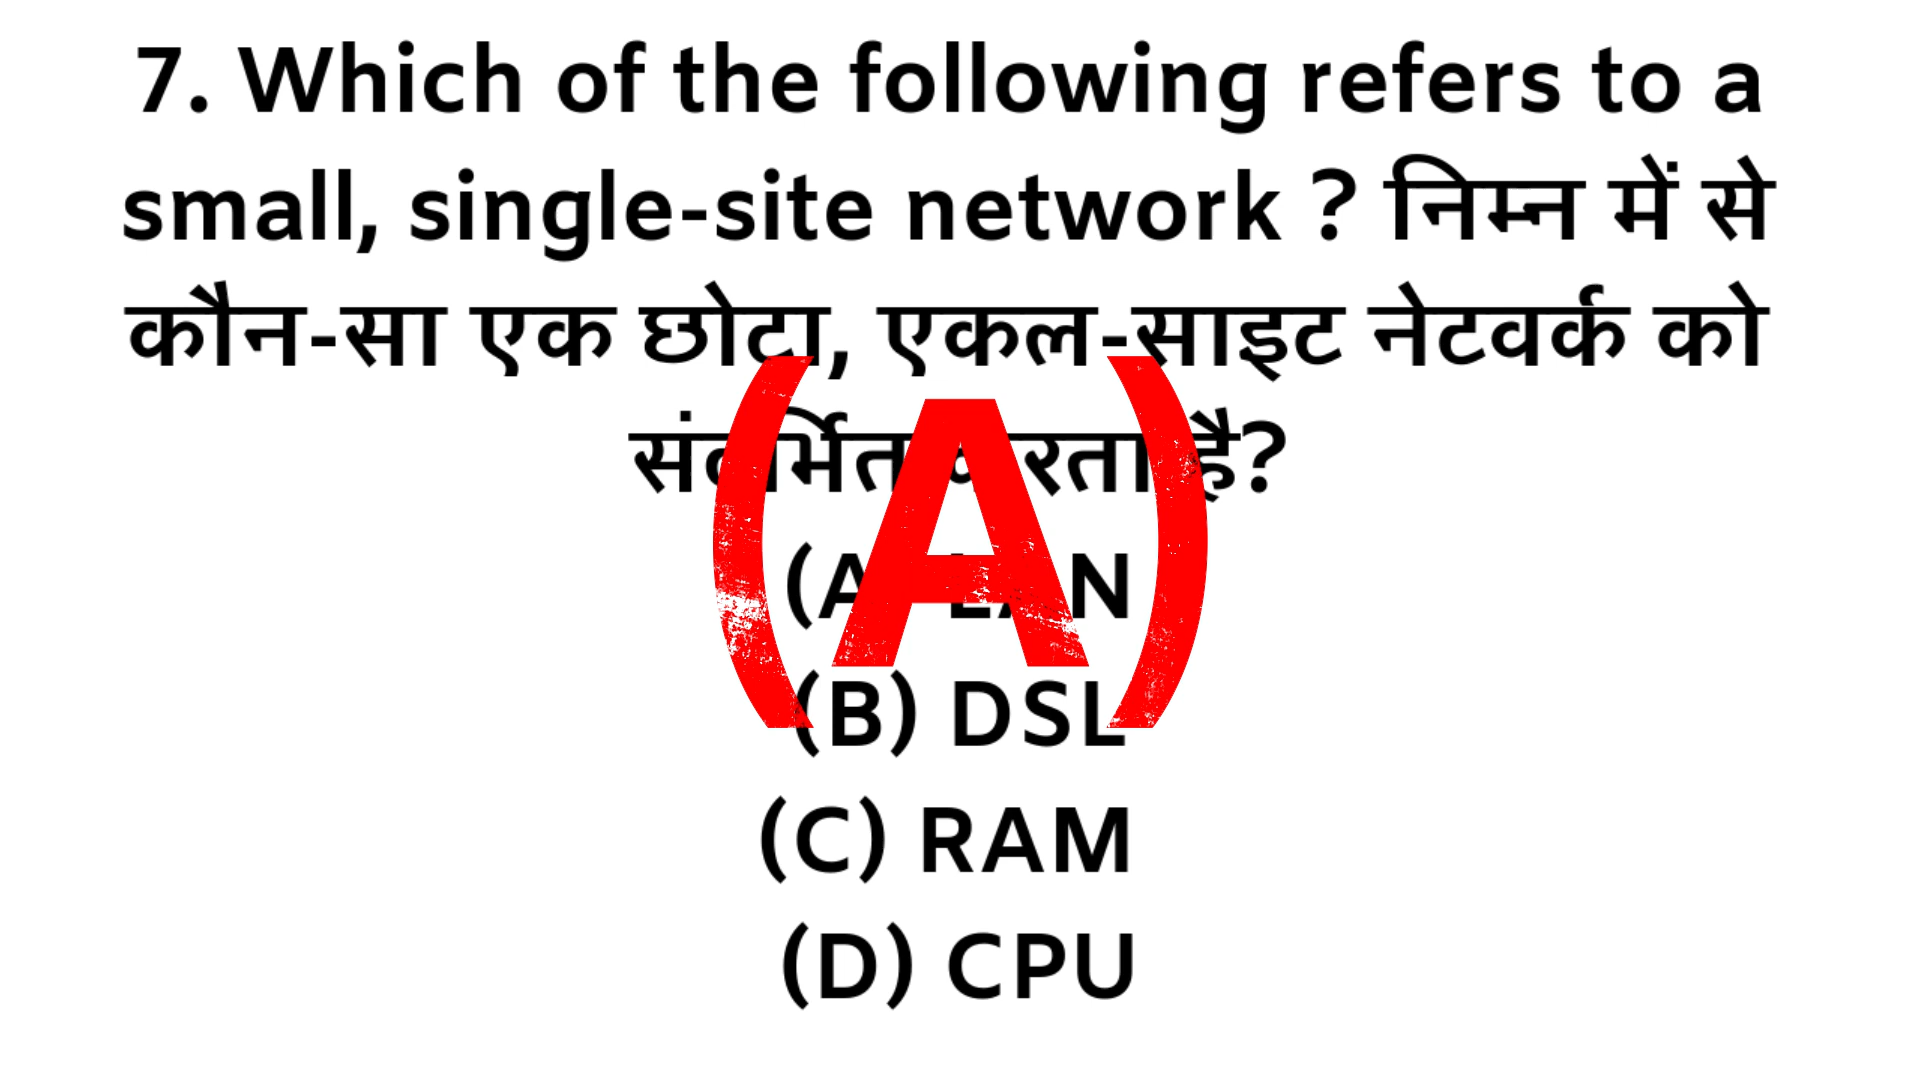 7. Which of the following refers to a
small, single-site network ? निम्न में से
कौन-सा एक छोटा, एकल-साइट नेटवर्क को
संदर्भित करता है?
(A) LAN
(B) DSL
(C) RAM
(D) CPU
(A)